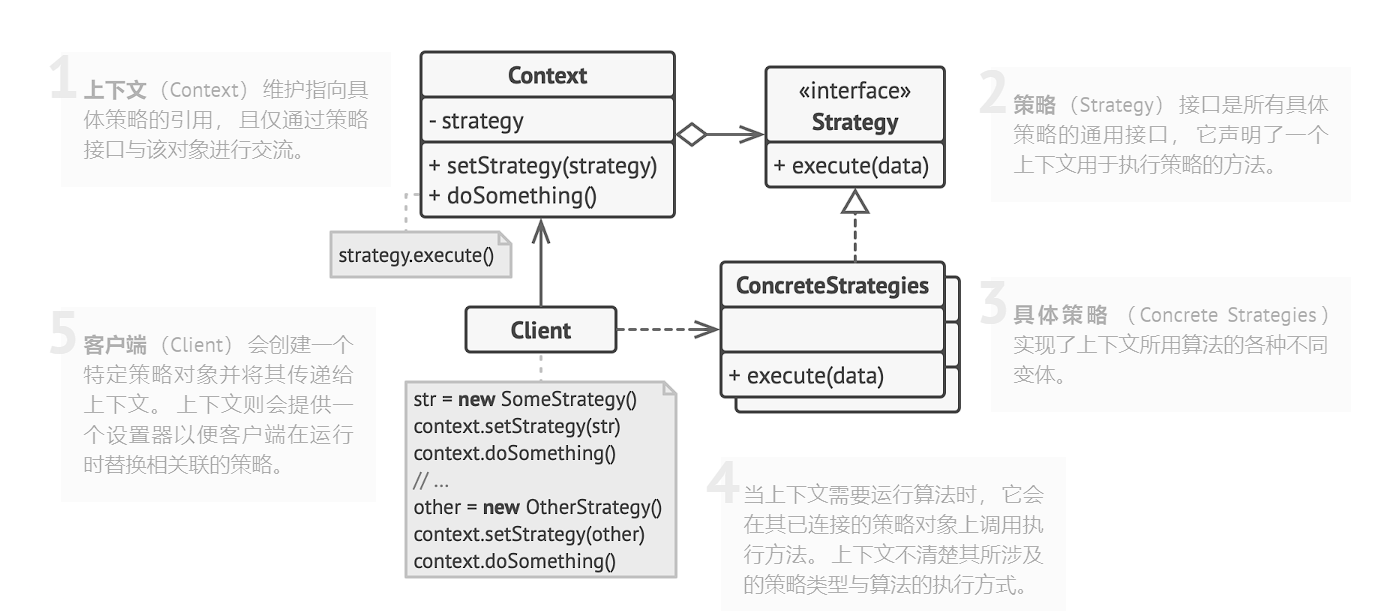 1
上下文 （Context） 维护指向具
体策略的引用， 且仅通过策略
接口与该对象进行交流。
Context
- strategy
+ setStrategy(strategy)
+ doSomething()
strategy.execute()
«interface»
Strategy
+ execute(data)
2
策略 （Strategy） 接口是所有具体
策略的通用接口， 它声明了一个
上下文用于执行策略的方法。
ConcreteStrategies
+ execute(data)
3
具体策略 （Concrete Strategies）
实现了上下文所用算法的各种不同
变体。
Client
5
客户端 （Client） 会创建一个
特定策略对象并将其传递给
上下文。 上下文则会提供一
个设置器以便客户端在运行
时替换相关联的策略。
str = new SomeStrategy()
context.setStrategy(str)
context.doSomething()
// ...
other = new OtherStrategy()
context.setStrategy(other)
context.doSomething()
4
当上下文需要运行算法时， 它会
在其已连接的策略对象上调用执
行方法。 上下文不清楚其所涉及
的策略类型与算法的执行方式。